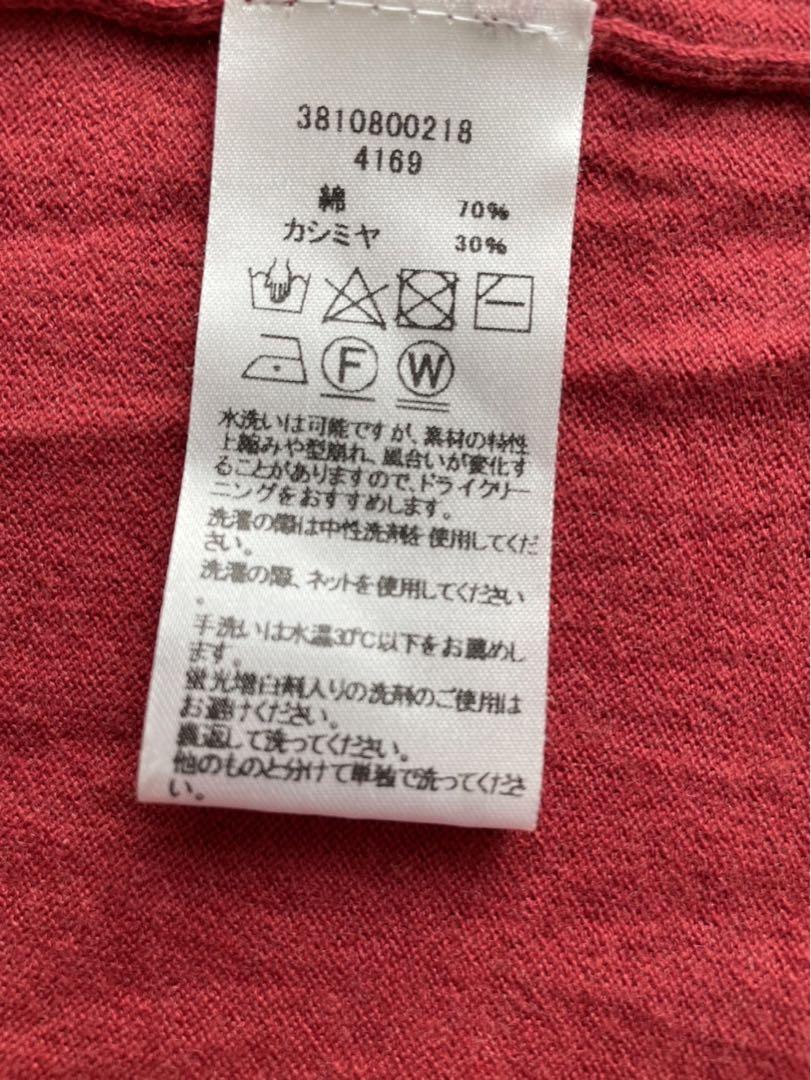 3810800218
4169
綿 70%
カシミヤ 30%
F W
水洗いは可能ですが、素材の特性
上縮みや型崩れ、風合いが変化す
ることがありますので、ドライクリー
ニングをおすすめします。
洗濯の際は中性洗剤を使用してくだ
さい。
洗濯の際、ネットを使用してください
。
手洗いは水温30℃以下をお薦めし
ます。
蛍光増白剤入りの洗剤のご使用は
お避けください。
裏返して洗ってください。
他のものと分けて単独で洗ってくださ
い。